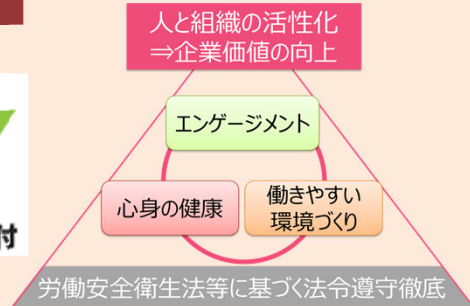 人と組織の活性化
⇒企業価値の向上
エンゲージメント
心身の健康
働きやすい
環境づくり
付
労働安全衛生法等に基づく法令遵守徹底